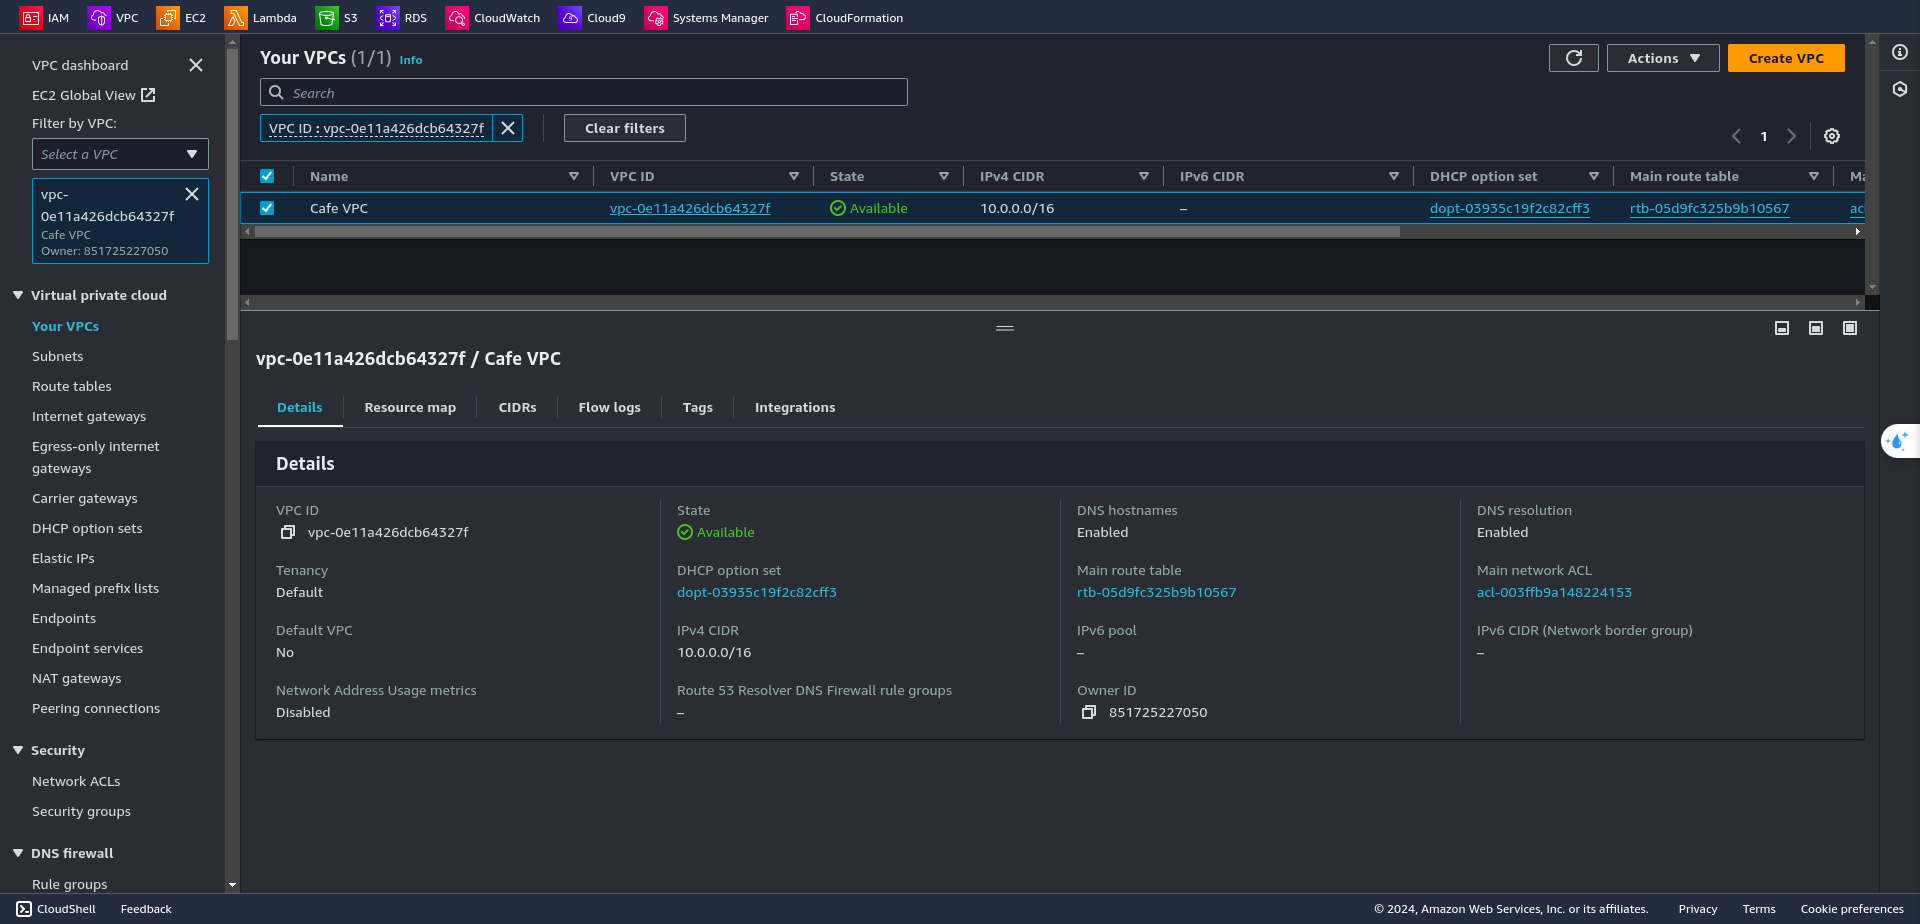 IAM VPC EC2 Lambda S3 RDS CloudWatch Cloud9 Systems Manager CloudFormation
VPC dashboard
EC2 Global View
Filter by VPC:
Select a VPC
vpc-
0e11a426dcb64327f
Cafe VPC
Owner: 851725227050
Virtual private cloud
Your VPCs
Subnets
Route tables
Internet gateways
Egress-only internet
gateways
Carrier gateways
DHCP option sets
Elastic IPs
Managed prefix lists
Endpoints
Endpoint services
NAT gateways
Peering connections
Security
Network ACLs
Security groups
DNS firewall
Rule groups
Your VPCs (1/1) Info
Actions
Create VPC
Search
VPC ID : vpc-0e11a426dcb64327f
Clear filters
1
Name VPC ID State IPv4 CIDR IPv6 CIDR DHCP option set Main route table Ma
Cafe VPC vpc-0e11a426dcb64327f Available 10.0.0.0/16 – dopt-03935c19f2c82cff3 rtb-05d9fc325b9b10567 acl
vpc-0e11a426dcb64327f / Cafe VPC
Details Resource map CIDRs Flow logs Tags Integrations
Details
VPC ID State DNS hostnames DNS resolution
vpc-0e11a426dcb64327f Available Enabled Enabled
Tenancy DHCP option set Main route table Main network ACL
Default dopt-03935c19f2c82cff3 rtb-05d9fc325b9b10567 acl-003ffb9a148224153
Default VPC IPv4 CIDR IPv6 pool IPv6 CIDR (Network border group)
No 10.0.0.0/16 – –
Network Address Usage metrics Route 53 Resolver DNS Firewall rule groups Owner ID
Disabled – 851725227050
CloudShell Feedback © 2024, Amazon Web Services, Inc. or its affiliates. Privacy Terms Cookie preferences